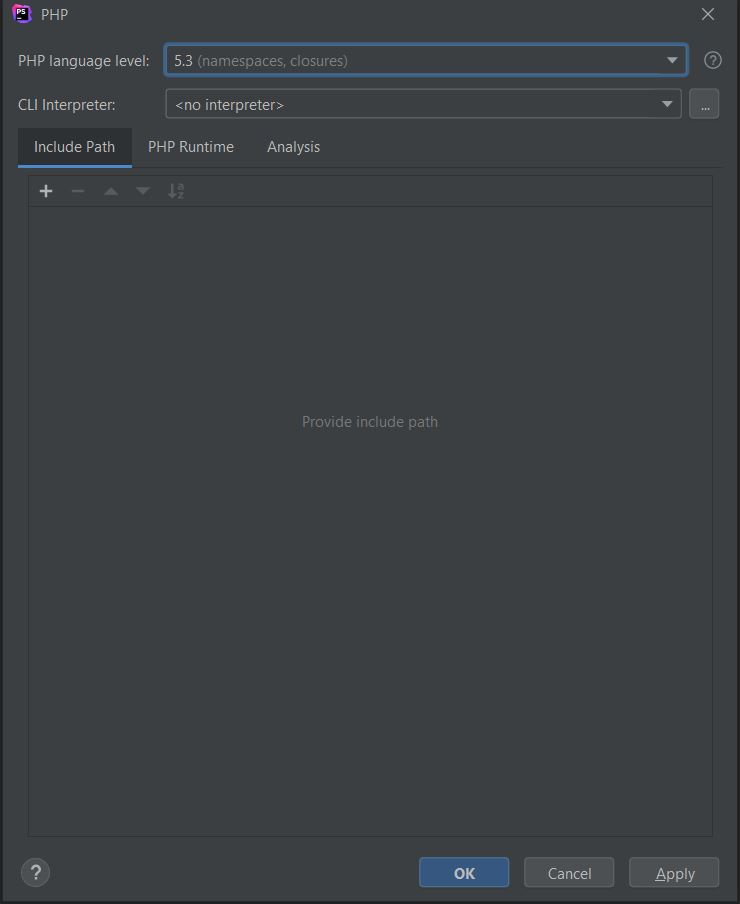 PS
PHP
PHP language level: 5.3 (namespaces, closures) ?
CLI Interpreter: <no interpreter> ...
Include Path PHP Runtime Analysis
a z
Provide include path
? OK Cancel Apply